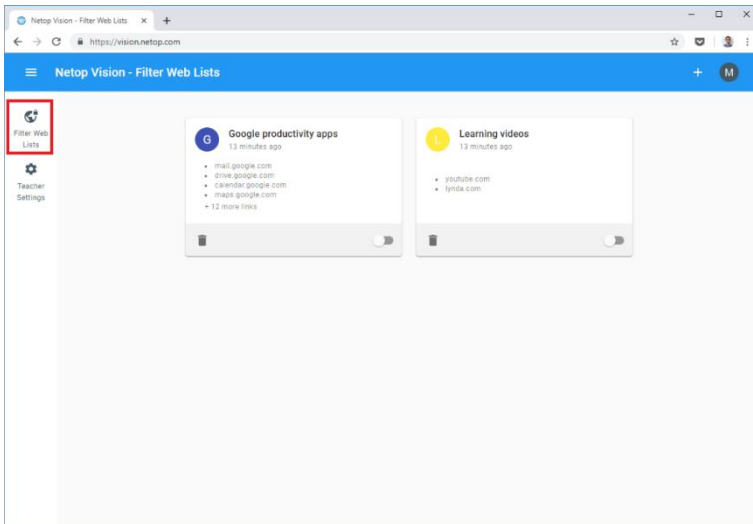 Netop Vision - Filter Web Lists
https://vision.netop.com
Netop Vision - Filter Web Lists
M
Filter Web
Lists
Teacher
Settings
G
Google productivity apps
13 minutes ago
mail.google.com
drive.google.com
calendar.google.com
maps.google.com
+ 12 more links
L
Learning videos
13 minutes ago
youtube.com
lynda.com